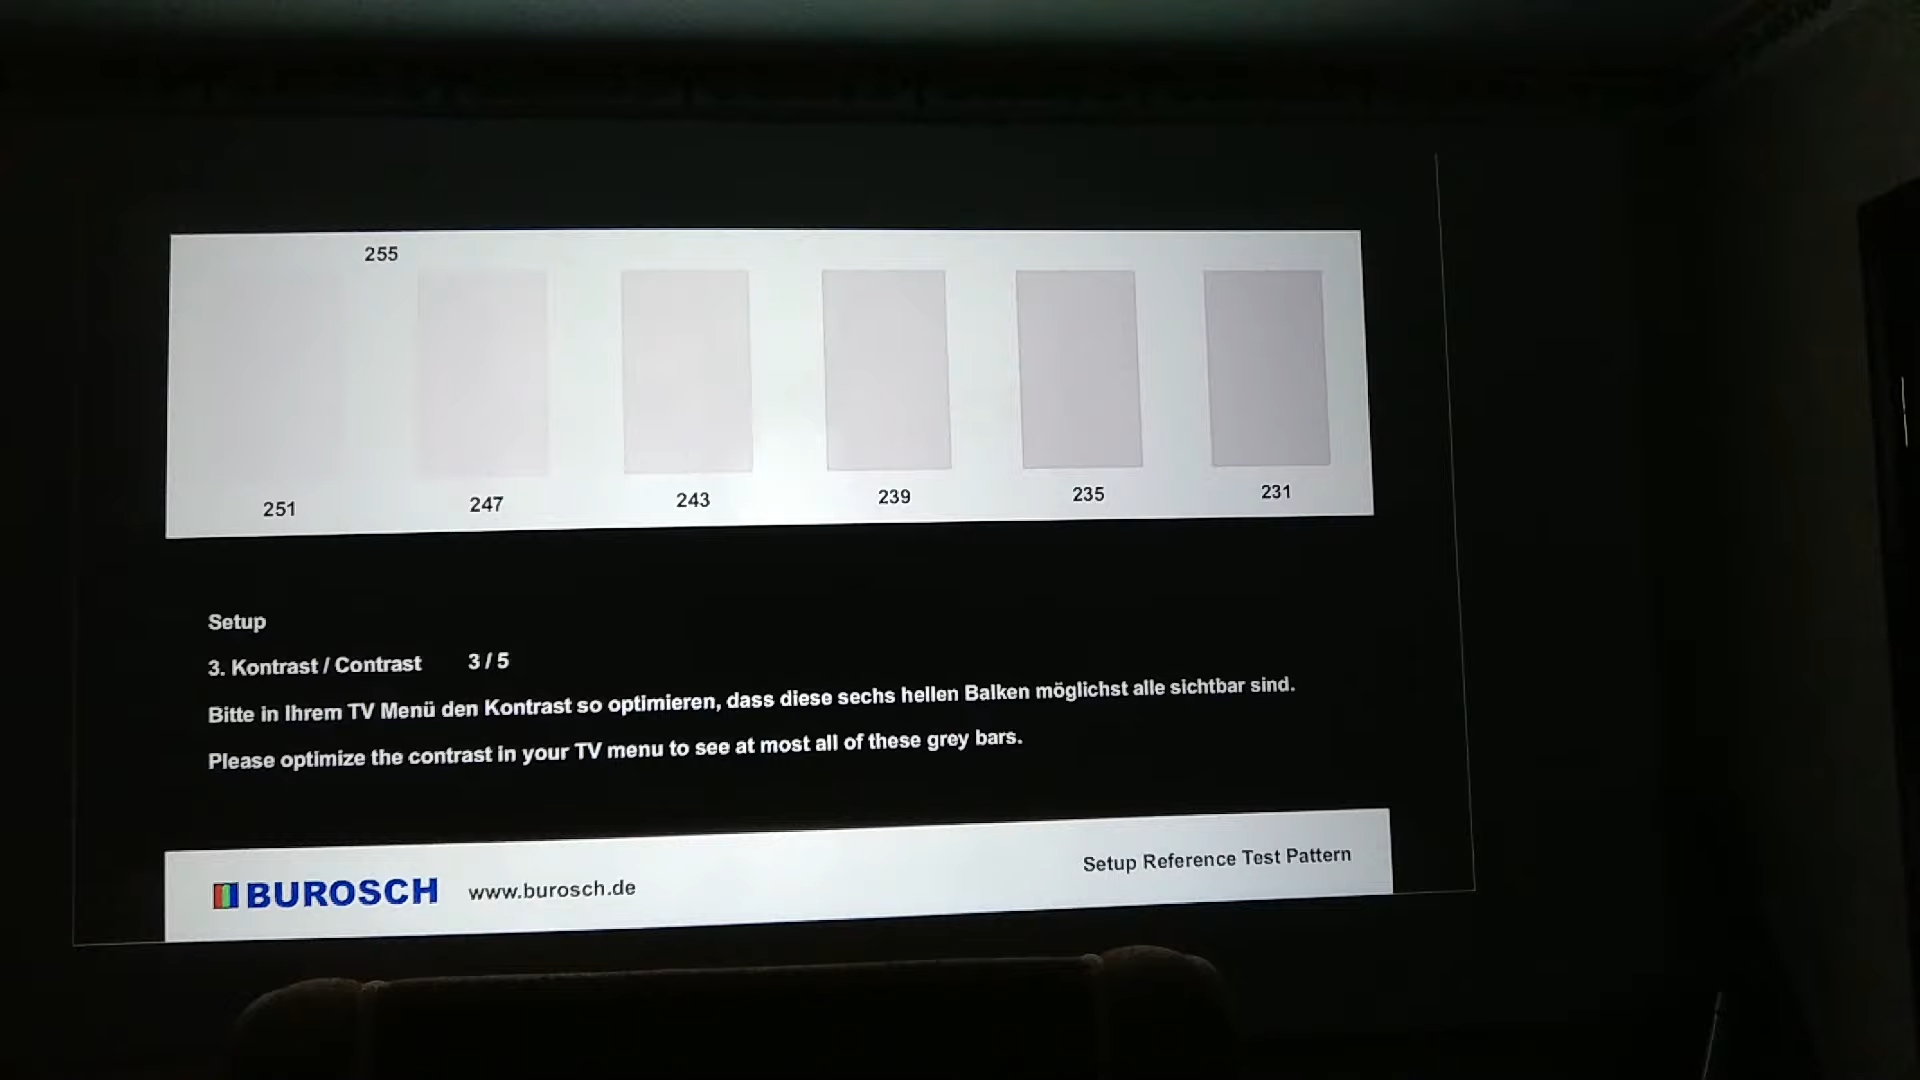 255
251 247 243 239 235 231
Setup
3. Kontrast / Contrast 3 / 5
Bitte in Ihrem TV Menü den Kontrast so optimieren, dass diese sechs hellen Balken möglichst alle sichtbar sind.
Please optimize the contrast in your TV menu to see at most all of these grey bars.
BUROSCH www.burosch.de Setup Reference Test Pattern